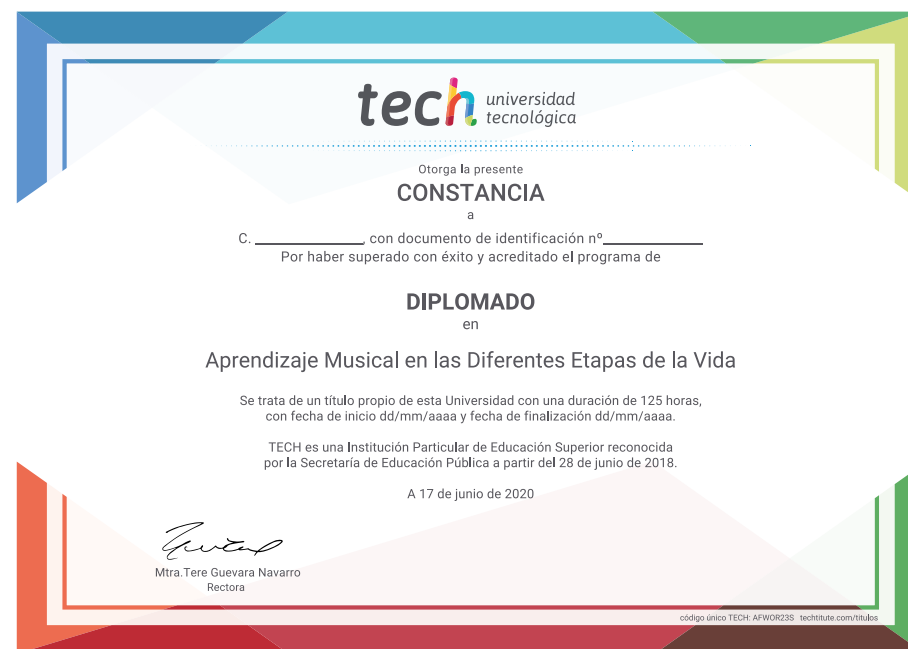 tech universidad
tecnológica
Otorga la presente
CONSTANCIA
a
C. ____________, con documento de identificación nº____________
Por haber superado con éxito y acreditado el programa de
DIPLOMADO
en
Aprendizaje Musical en las Diferentes Etapas de la Vida
Se trata de un título propio de esta Universidad con una duración de 125 horas,
con fecha de inicio dd/mm/aaaa y fecha de finalización dd/mm/aaaa.
TECH es una Institución Particular de Educación Superior reconocida
por la Secretaría de Educación Pública a partir del 28 de junio de 2018.
A 17 de junio de 2020
Mtra.Tere Guevara Navarro
Rectora
código único TECH: AFWOR23S techtitute.com/titulos